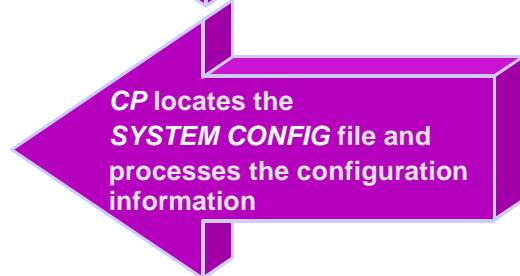 CP locates the
SYSTEM CONFIG file and
processes the configuration
information